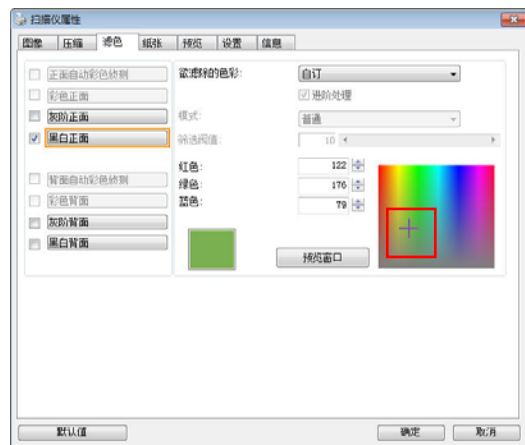 扫描仪属性
图像 压缩 滤色 纸张 预览 设置 信息
正面自动彩色侦测
彩色正面
灰阶正面
黑白正面
背面自动彩色侦测
彩色背面
灰阶背面
黑白背面
欲滤除的色彩: 自订
进阶处理
模式: 普通
筛选阀值: 10
红色: 122
绿色: 176
蓝色: 79
预览窗口
默认值 确定 取消